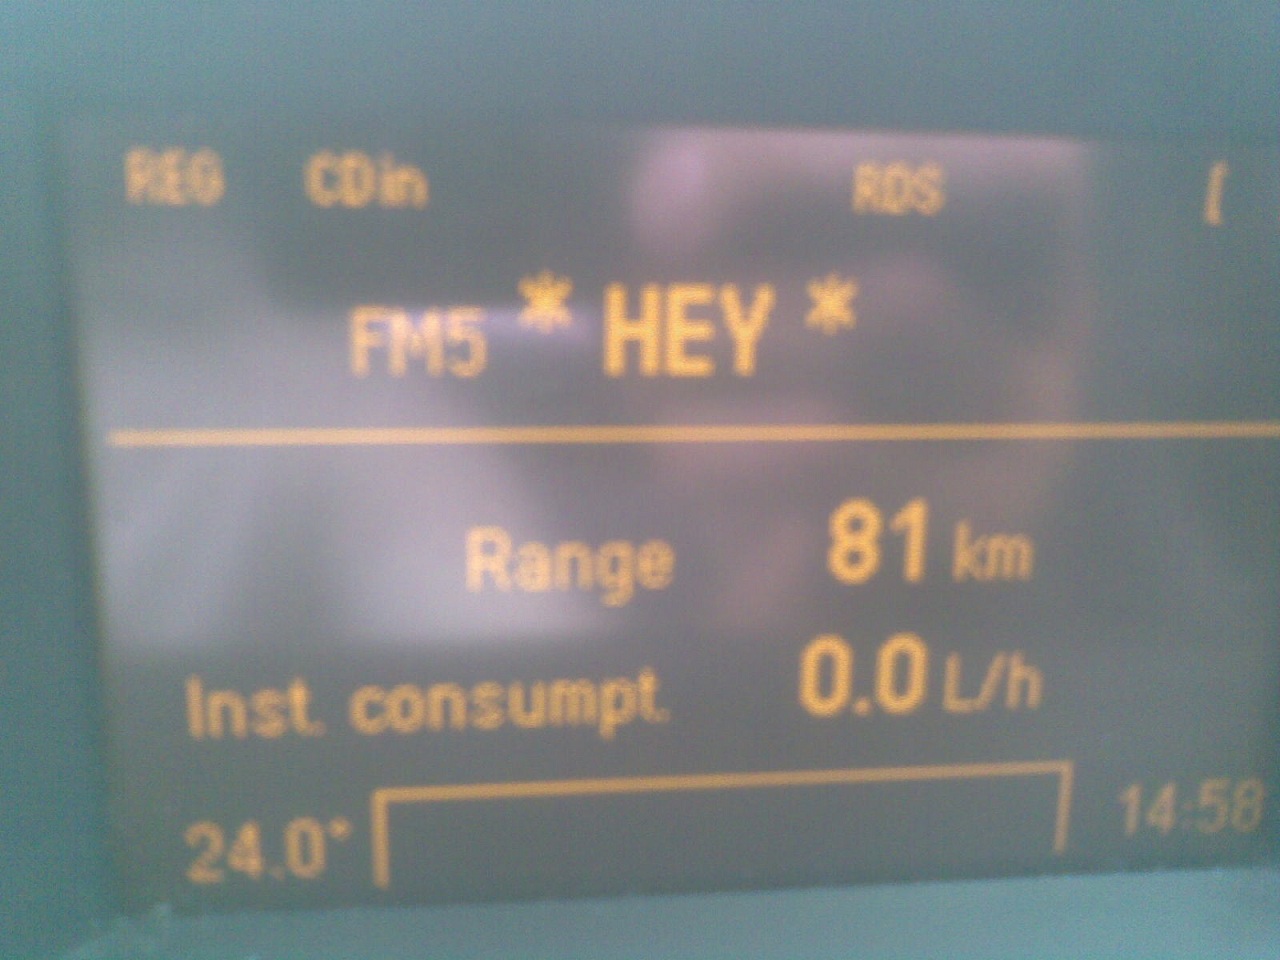 REG CDin RDS [
FM5 * HEY *
Range 81 km
Inst. consumpt. 0.0 L/h
24.0° 14:58